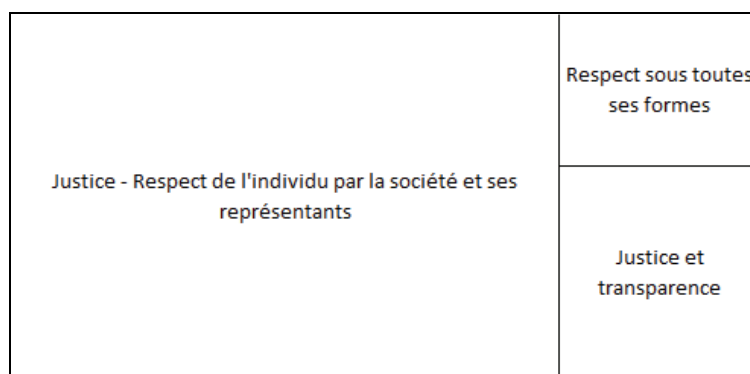 Justice - Respect de l'individu par la société et ses
représentants
Respect sous toutes
ses formes
Justice et
transparence